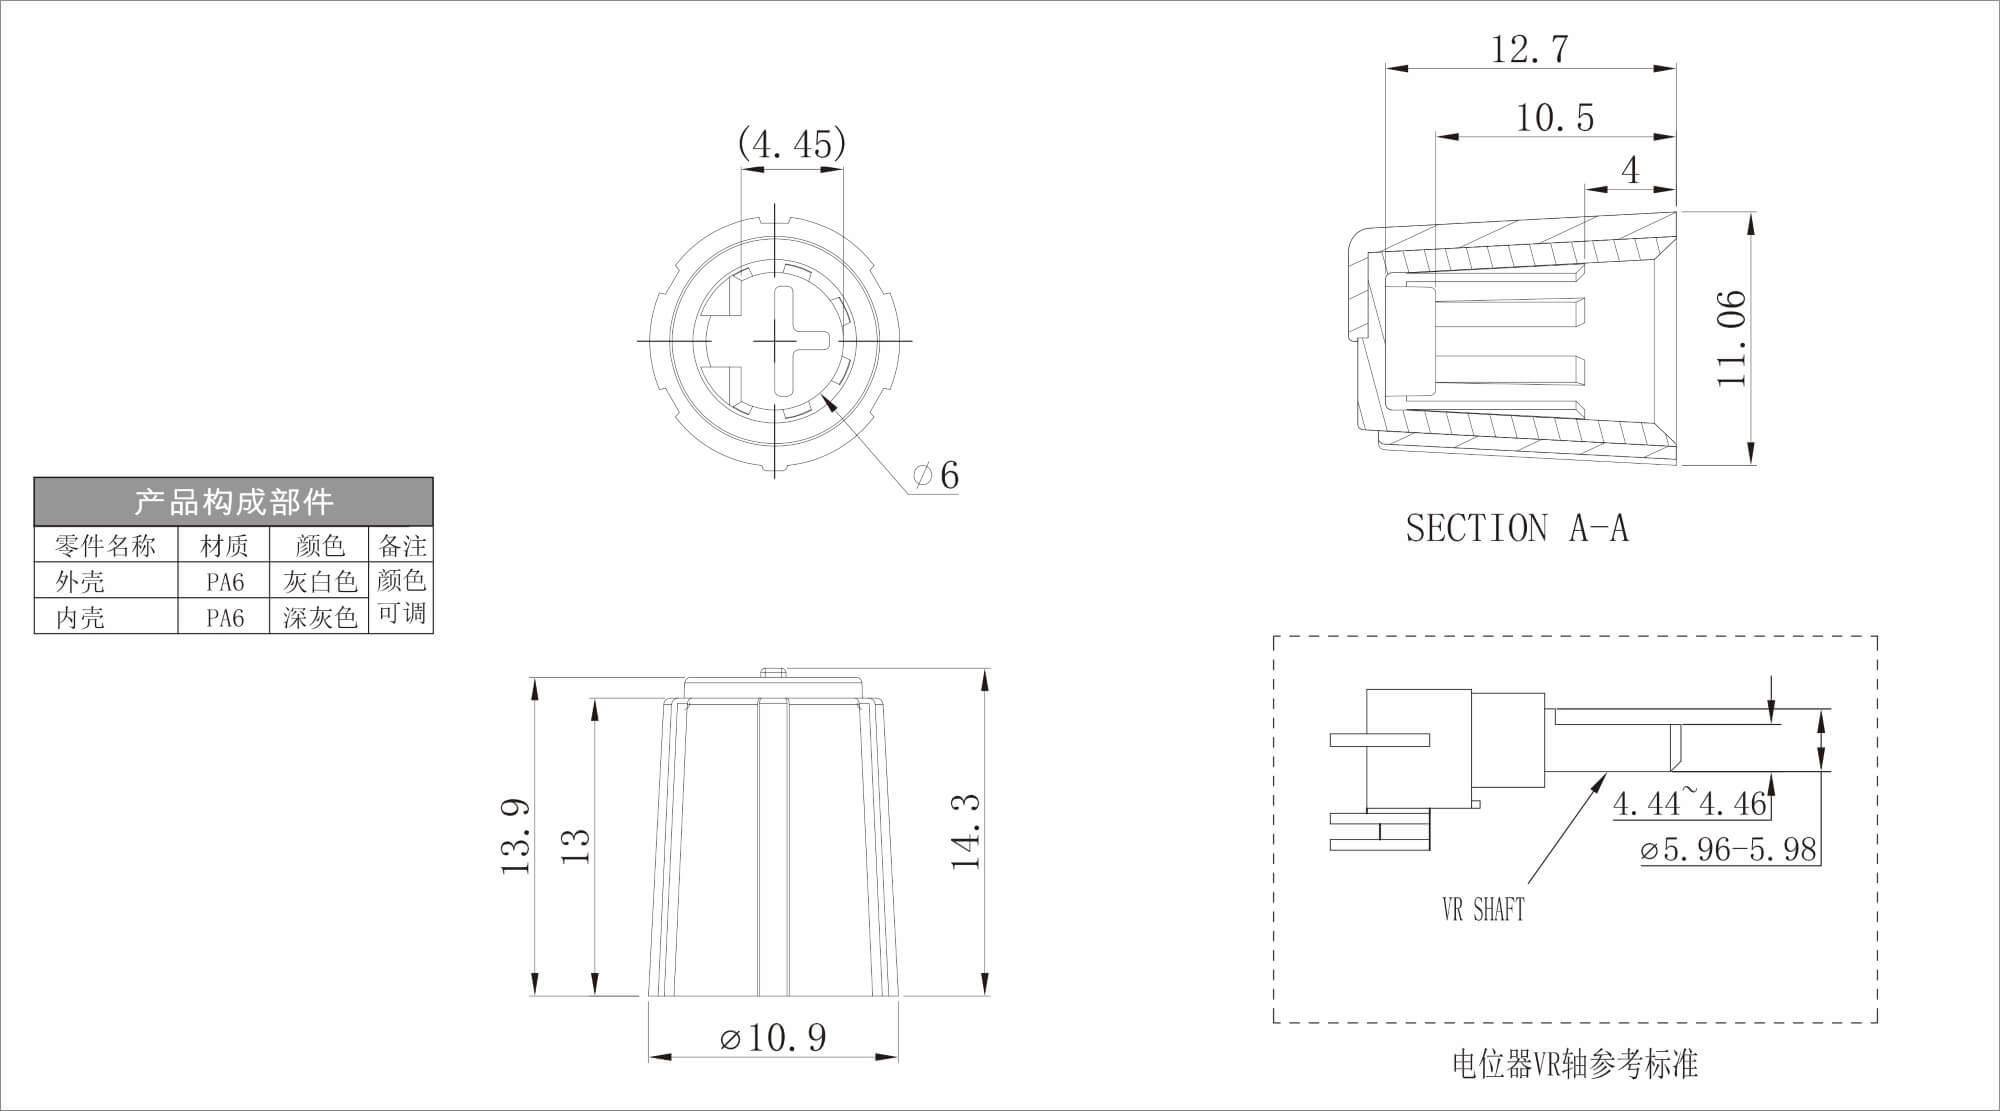 12.7
10.5
4
(4.45)
11.06
⌀6
SECTION A-A
产品构成部件
零件名称 材质 颜色 备注
外壳 PA6 灰白色 颜色
内壳 PA6 深灰色 可调
13.9
13
14.3
⌀10.9
4.44~4.46
⌀5.96-5.98
VR SHAFT
电位器VR轴参考标准